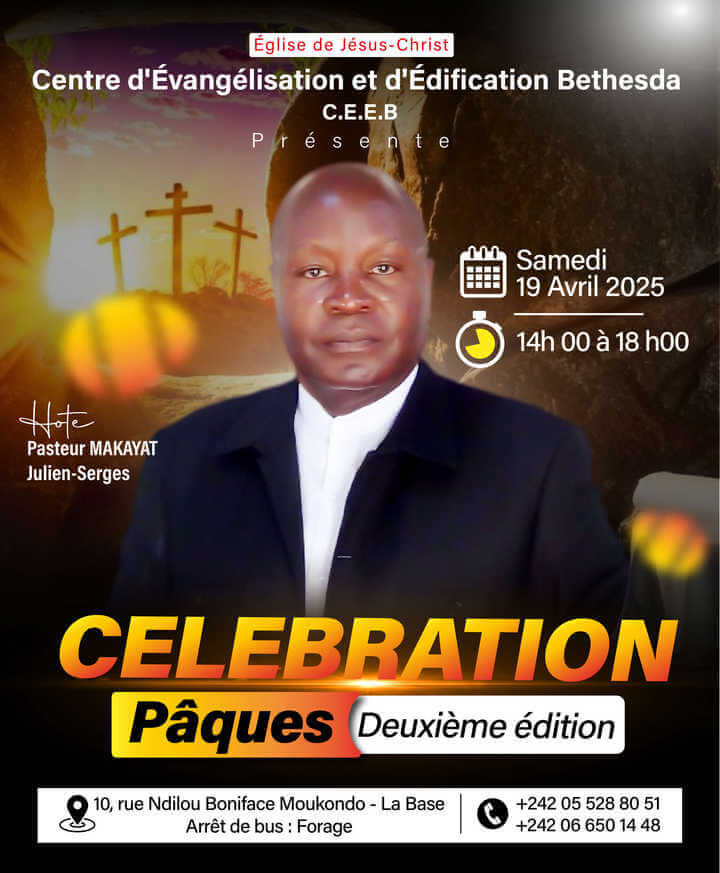 Église de Jésus-Christ
Centre d'Évangélisation et d'Édification Bethesda
C.E.E.B
Présente
Samedi
19 Avril 2025
14h 00 à 18 h00
Hote
Pasteur MAKAYAT
Julien-Serges
CELEBRATION
Pâques Deuxième édition
10, rue Ndilou Boniface Moukondo - La Base
Arrêt de bus : Forage
+242 05 528 80 51
+242 06 650 14 48